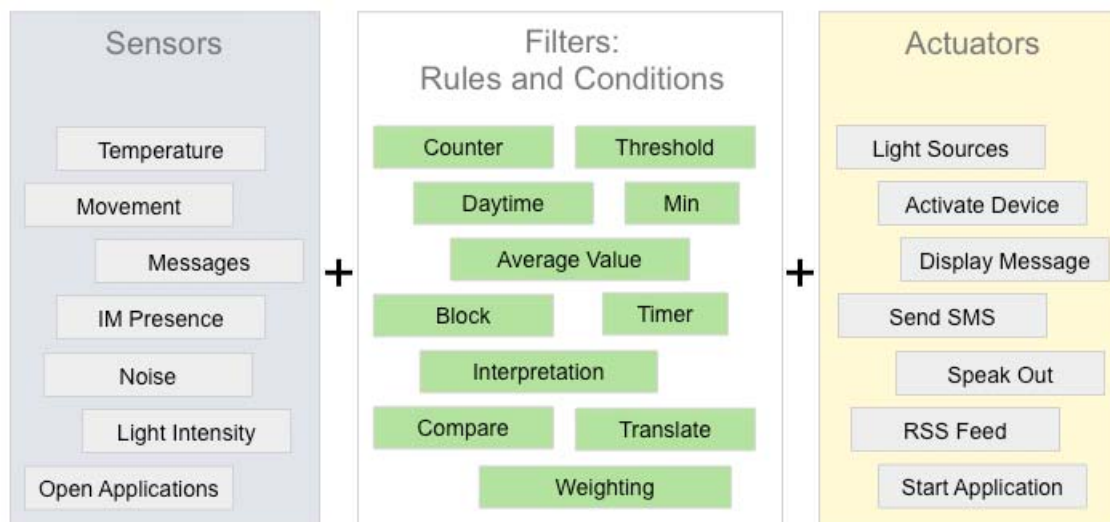 Sensors
Temperature
Movement
Messages
IM Presence
Noise
Light Intensity
Open Applications
+
Filters:
Rules and Conditions
Counter
Threshold
Daytime
Min
Average Value
Block
Timer
Interpretation
Compare
Translate
Weighting
+
Actuators
Light Sources
Activate Device
Display Message
Send SMS
Speak Out
RSS Feed
Start Application